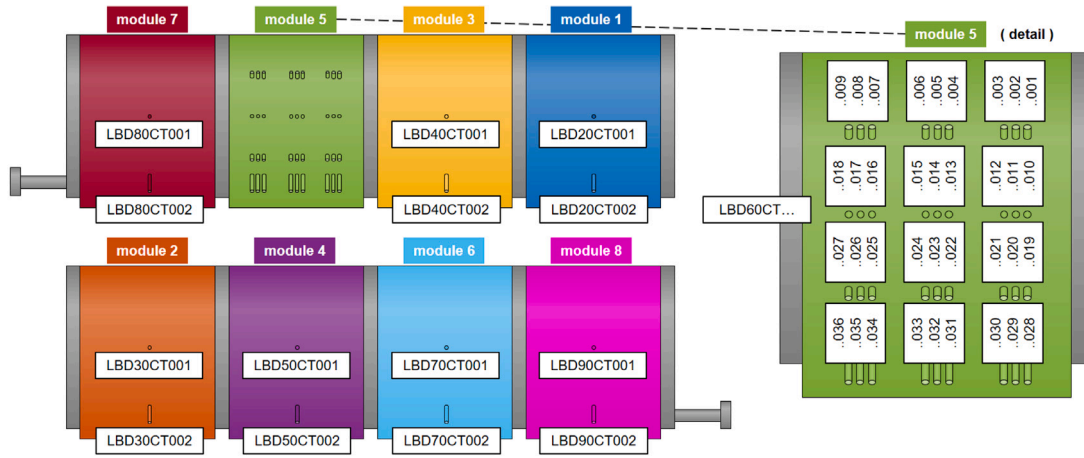 module 7
module 5
module 3
module 1
module 5 ( detail )
LBD80CT001
LBD40CT001
LBD20CT001
LBD80CT002
LBD40CT002
LBD20CT002
module 2
module 4
module 6
module 8
LBD30CT001
LBD50CT001
LBD70CT001
LBD90CT001
LBD30CT002
LBD50CT002
LBD70CT002
LBD90CT002
LBD60CT...
..009
..008
..007
..006
..005
..004
..003
..002
..001
..018
..017
..016
..015
..014
..013
..012
..011
..010
..027
..026
..025
..024
..023
..022
..021
..020
..019
..036
..035
..034
..033
..032
..031
..030
..029
..028